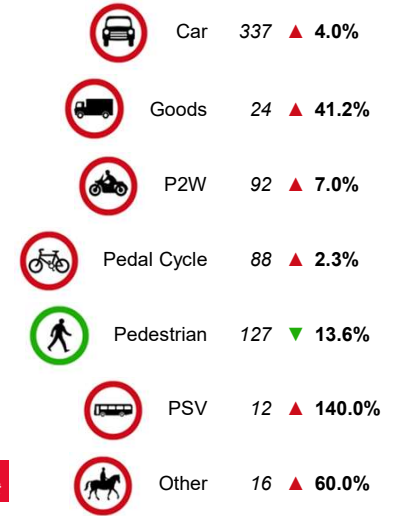 Car 337 ▲ 4.0%
Goods 24 ▲ 41.2%
P2W 92 ▲ 7.0%
Pedal Cycle 88 ▲ 2.3%
Pedestrian 127 ▼ 13.6%
PSV 12 ▲ 140.0%
Other 16 ▲ 60.0%